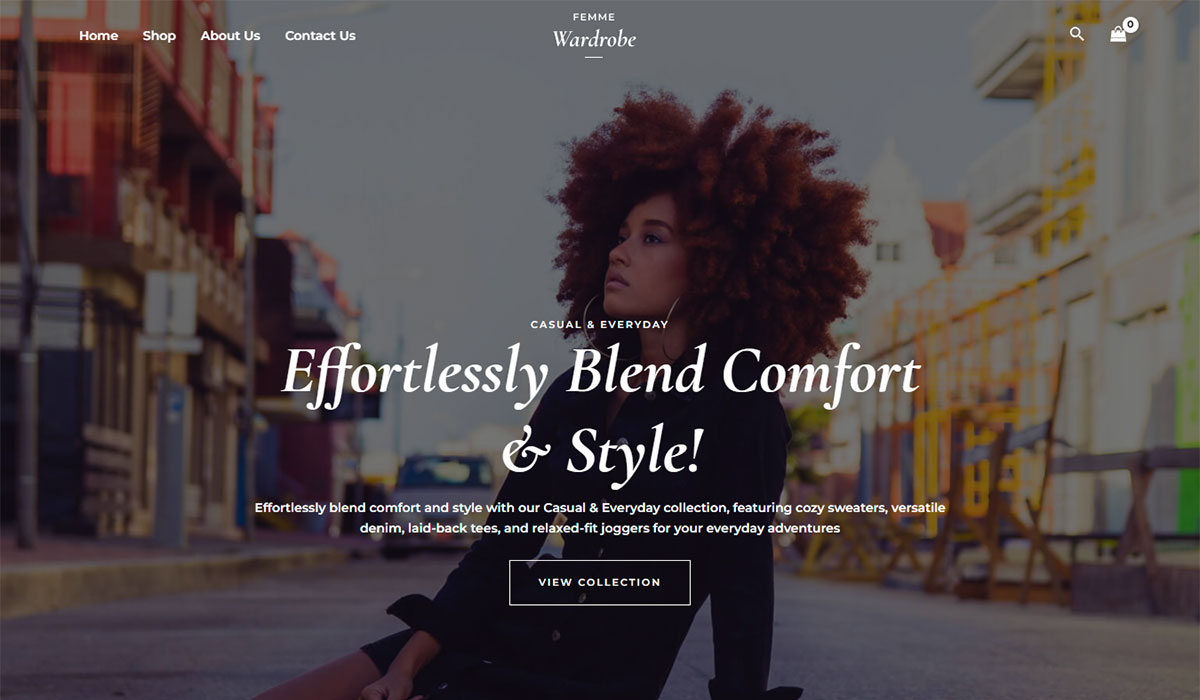 Home
Shop
About Us
Contact Us
FEMME
Wardrobe
0
CASUAL & EVERYDAY
Effortlessly Blend Comfort
& Style!
Effortlessly blend comfort and style with our Casual & Everyday collection, featuring cozy sweaters, versatile
denim, laid-back tees, and relaxed-fit joggers for your everyday adventures
VIEW COLLECTION